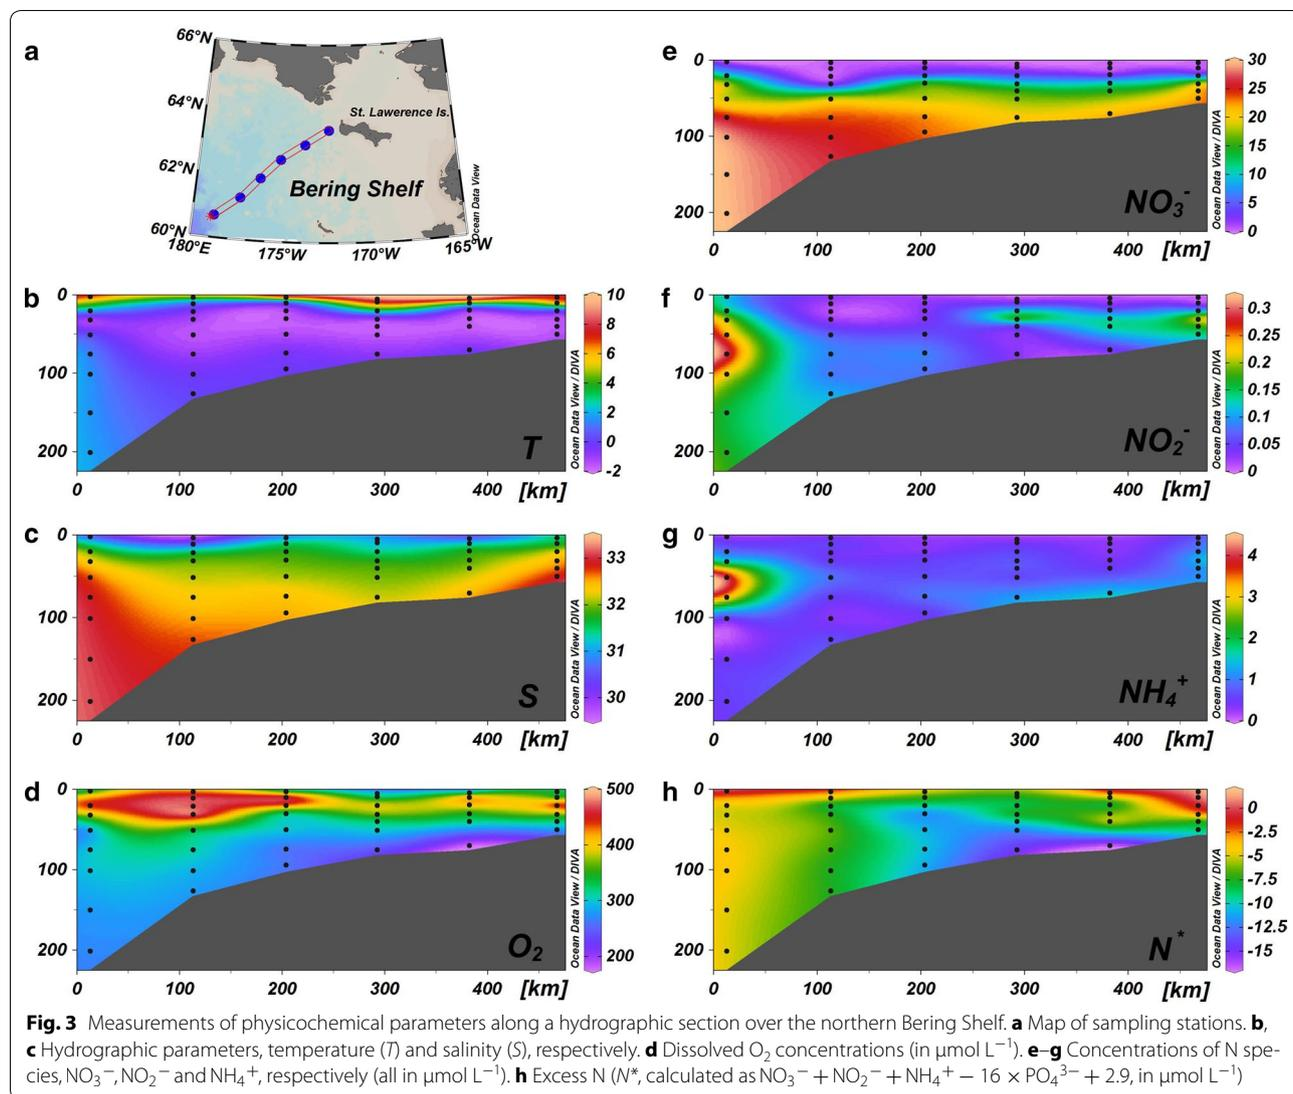 a
66°N
64°N
62°N
60°N
180°E
175°W
170°W
165°W
St. Lawerence Is.
Bering Shelf
Ocean Data View
b
0
100
200
0
100
200
300
400
[km]
T
Ocean Data View / DIVA
10
8
6
4
2
0
-2
c
0
100
200
0
100
200
300
400
[km]
S
Ocean Data View / DIVA
33
32
31
30
d
0
100
200
0
100
200
300
400
[km]
O2
Ocean Data View / DIVA
500
400
300
200
e
0
100
200
0
100
200
300
400
[km]
NO3-
Ocean Data View / DIVA
30
25
20
15
10
5
0
f
0
100
200
0
100
200
300
400
[km]
NO2-
Ocean Data View / DIVA
0.3
0.25
0.2
0.15
0.1
0.05
0
g
0
100
200
0
100
200
300
400
[km]
NH4+
Ocean Data View / DIVA
4
3
2
1
0
h
0
100
200
0
100
200
300
400
[km]
N*
Ocean Data View / DIVA
0
-2.5
-5
-7.5
-10
-12.5
-15
Fig. 3 Measurements of physicochemical parameters along a hydrographic section over the northern Bering Shelf. a Map of sampling stations. b,
c Hydrographic parameters, temperature (T) and salinity (S), respectively. d Dissolved O2 concentrations (in μmol L−1). e–g Concentrations of N spe-
cies, NO3−, NO2− and NH4+, respectively (all in μmol L−1). h Excess N (N*, calculated as NO3− + NO2− + NH4+ − 16 × PO43− + 2.9, in μmol L−1)